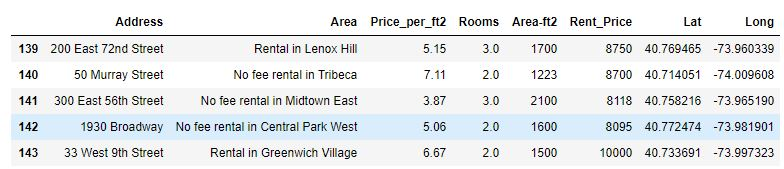 Address Area Price_per_ft2 Rooms Area-ft2 Rent_Price Lat Long
139 200 East 72nd Street Rental in Lenox Hill 5.15 3.0 1700 8750 40.769465 -73.960339
140 50 Murray Street No fee rental in Tribeca 7.11 2.0 1223 8700 40.714051 -74.009608
141 300 East 56th Street No fee rental in Midtown East 3.87 3.0 2100 8118 40.758216 -73.965190
142 1930 Broadway No fee rental in Central Park West 5.06 2.0 1600 8095 40.772474 -73.981901
143 33 West 9th Street Rental in Greenwich Village 6.67 2.0 1500 10000 40.733691 -73.997323